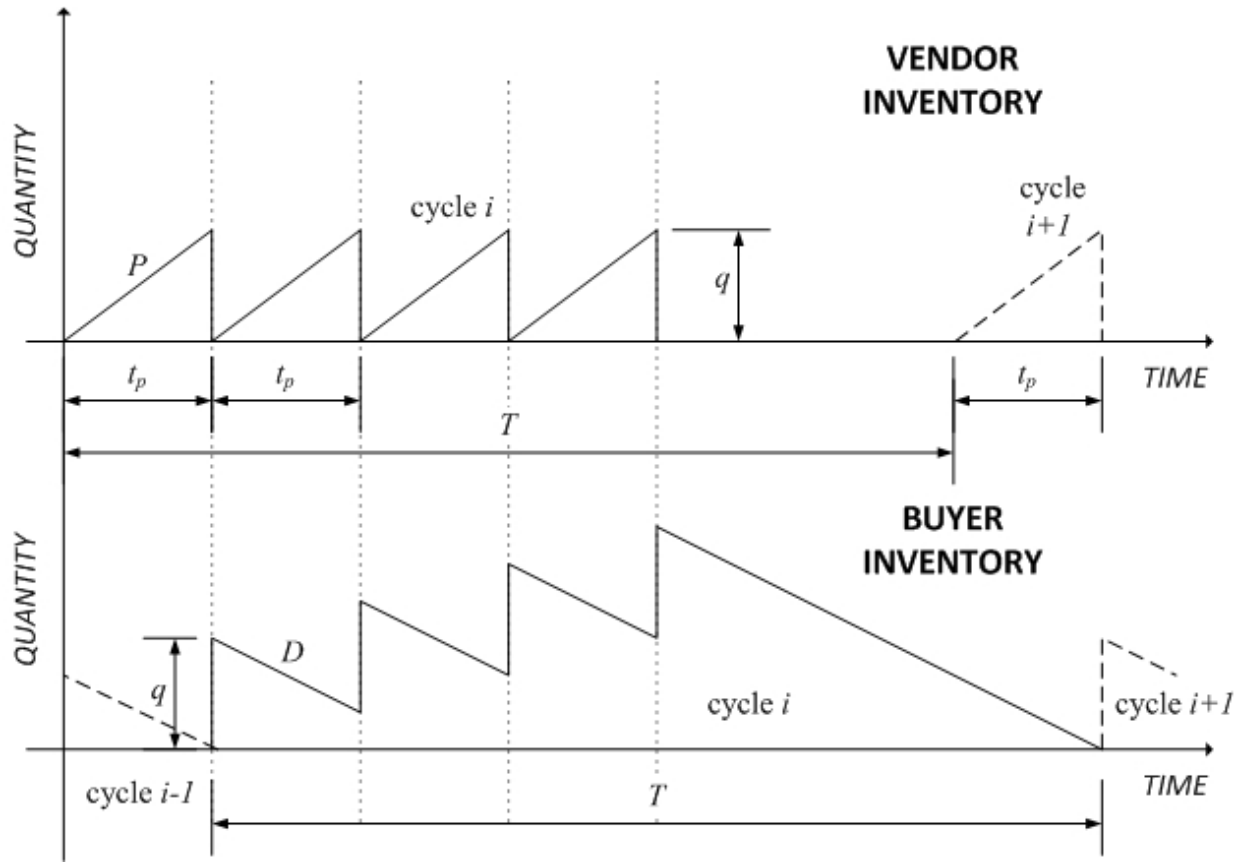 VENDOR
INVENTORY
QUANTITY
cycle i
cycle
i+1
P
q
t_p
t_p
t_p
TIME
T
BUYER
INVENTORY
QUANTITY
D
q
cycle i
cycle i+1
cycle i-1
T
TIME